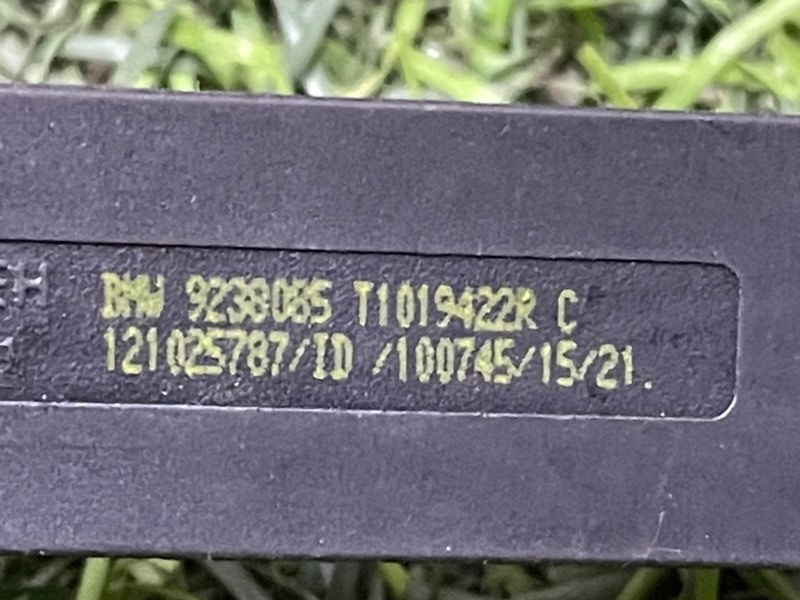 BMW 9238085 T1019422R C
121025787/ID /100745/15/21.